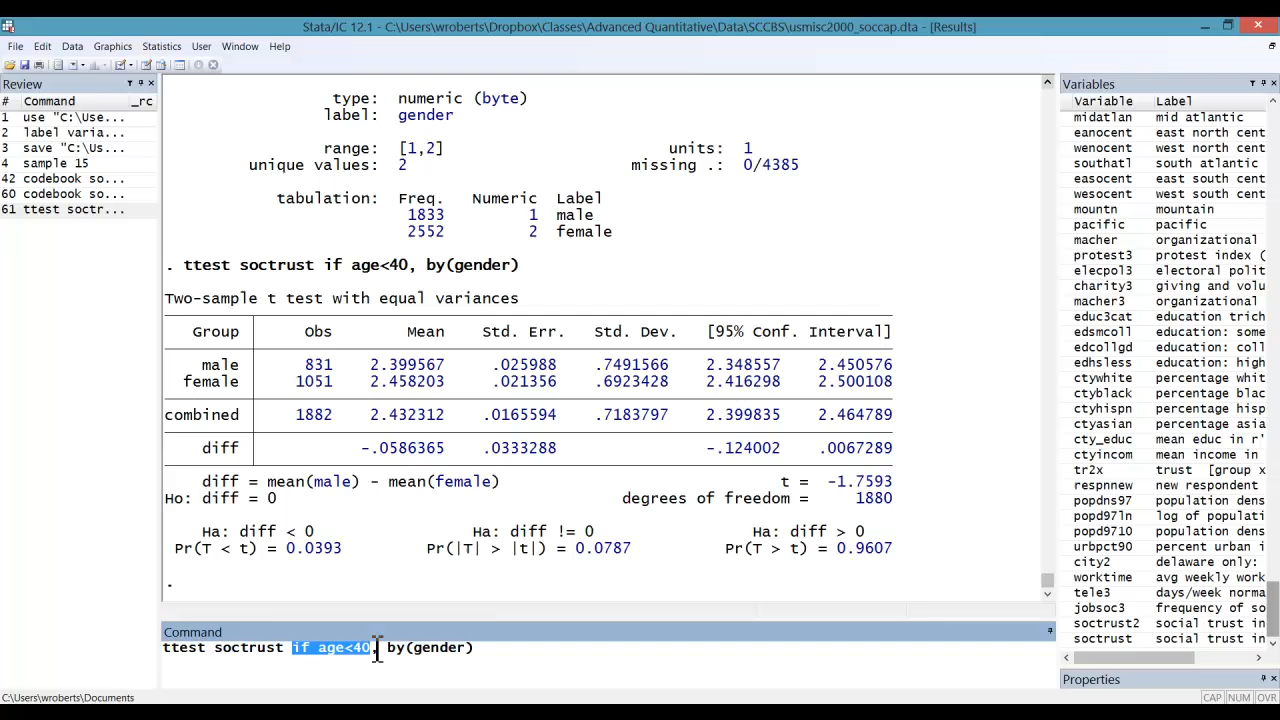 Stata/IC 12.1 - C:\Users\wroberts\Dropbox\Classes\Advanced Quantitative\Data\SCCBS\usmisc2000_soccap.dta - [Results]
File Edit Data Graphics Statistics User Window Help
Review
# Command _rc
1 use "C:\Use...
2 label varia...
3 save "C:\Us...
4 sample 15
42 codebook so...
60 codebook so...
61 ttest soctr...
type: numeric (byte)
label: gender
range: [1,2] units: 1
unique values: 2 missing .: 0/4385
tabulation: Freq. Numeric Label
1833 1 male
2552 2 female
. ttest soctrust if age<40, by(gender)
Two-sample t test with equal variances
Group Obs Mean Std. Err. Std. Dev. [95% Conf. Interval]
male 831 2.399567 .025988 .7491566 2.348557 2.450576
female 1051 2.458203 .021356 .6923428 2.416298 2.500108
combined 1882 2.432312 .0165594 .7183797 2.399835 2.464789
diff -.0586365 .0333288 -.124002 .0067289
diff = mean(male) - mean(female) t = -1.7593
Ho: diff = 0 degrees of freedom = 1880
Ha: diff < 0 Ha: diff != 0 Ha: diff > 0
Pr(T < t) = 0.0393 Pr(|T| > |t|) = 0.0787 Pr(T > t) = 0.9607
.
Command
ttest soctrust if age<40, by(gender)
Variables
Variable Label
midatlan mid atlantic
eanocent east north cent
wenocent west north cent
southatl south atlantic
easocent east south cent
wesocent west south cent
mountn mountain
pacific pacific
macher organizational
protest3 protest index (
elecpol3 electoral polit
charity3 giving and volu
macher3 organizational
educ3cat education trich
edsmcoll education: some
edcollgd education: coll
edhsless education: high
ctywhite percentage whit
ctyblack percentage blac
ctyhispn percentage hisp
ctyasian percentage asia
cty_educ mean educ in r'
ctyincom mean income in
tr2x trust [group x
respnnew new respondent
popdns97 population dens
popd97ln log of populat
popd9710 population dens
urbpct90 percent urban i
city2 delaware only:
worktime avg weekly work
tele3 days/week norma
jobsoc3 frequency of so
soctrust2 social trust in
soctrust social trust in
Properties
C:\Users\wroberts\Documents
CAP NUM OVR